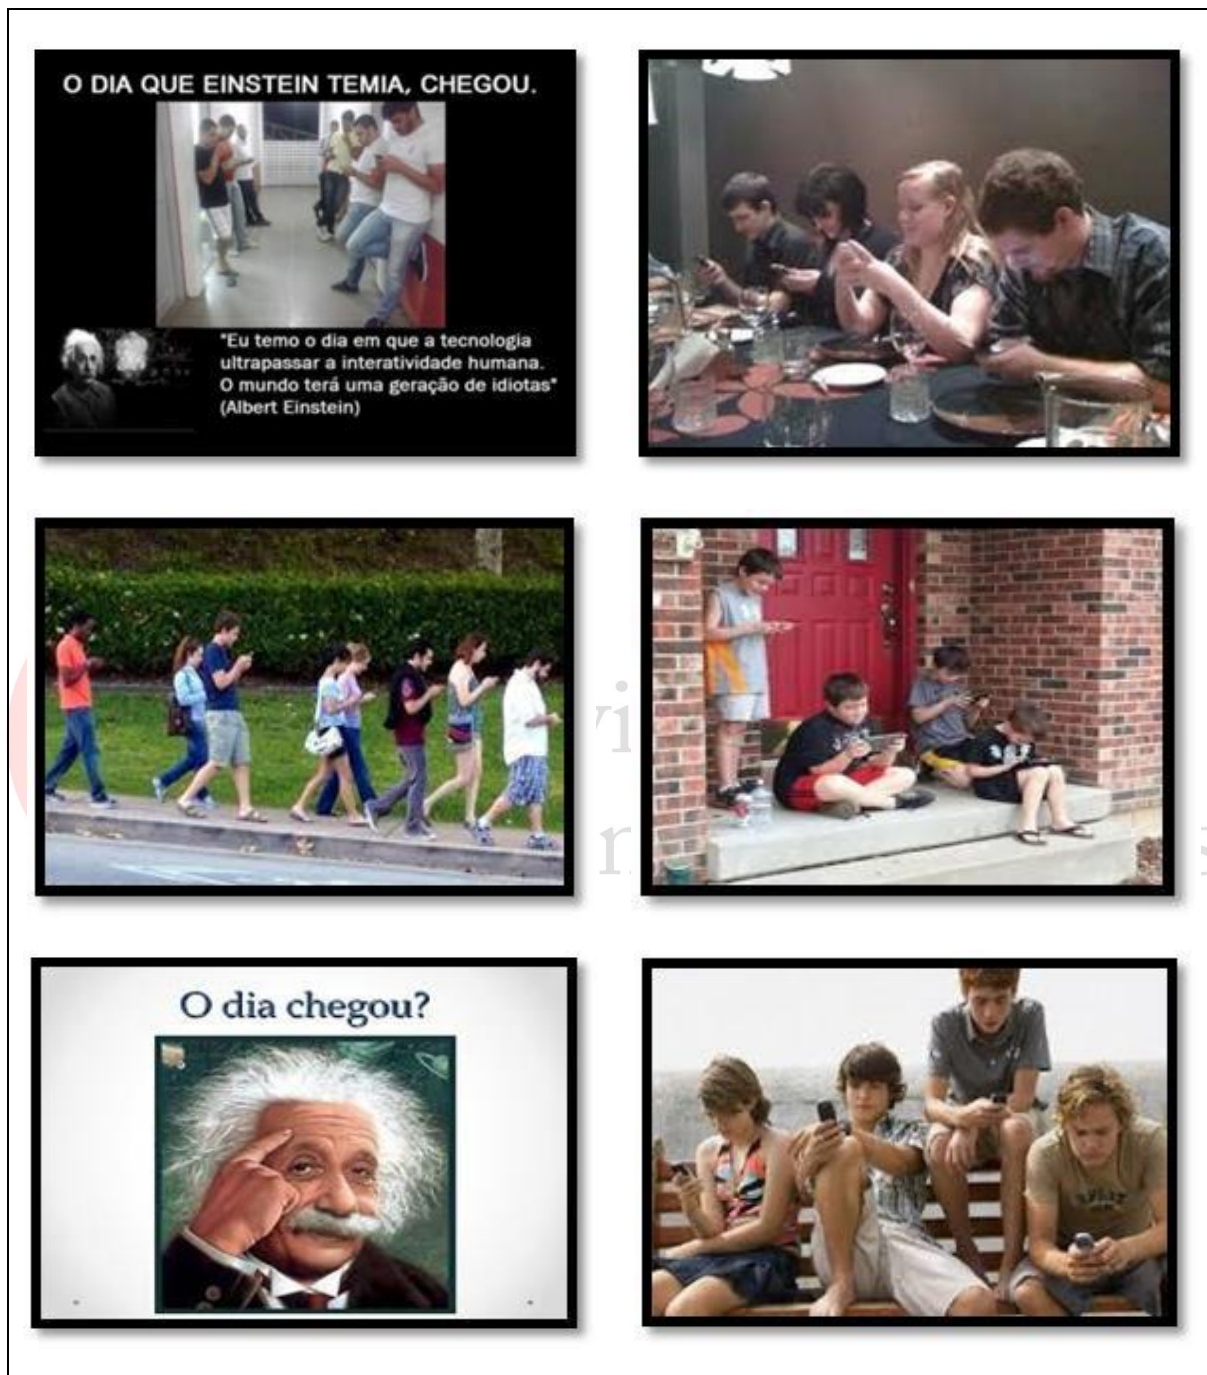 O DIA QUE EINSTEIN TEMIA, CHEGOU.
"Eu temo o dia em que a tecnologia
ultrapassar a interatividade humana.
O mundo terá uma geração de idiotas"
(Albert Einstein)
O dia chegou?